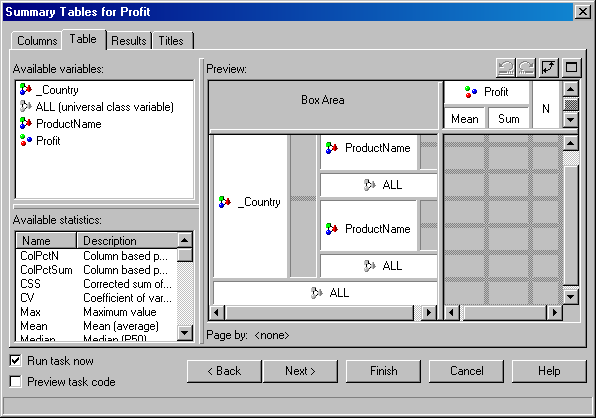 Summary Tables for Profit
Columns Table Results Titles
Available variables:
_Country
ALL (universal class variable)
ProductName
Profit
Available statistics:
Name Description
ColPctN Column based p...
ColPctSum Column based p...
CSS Corrected sum of...
CV Coefficient of var...
Max Maximum value
Mean Mean (average)
Median Median (P50)
Preview:
Box Area
Profit
N
Mean Sum
_Country
ProductName
ALL
ProductName
ALL
ALL
Page by: <none>
Run task now
Preview task code
< Back Next > Finish Cancel Help